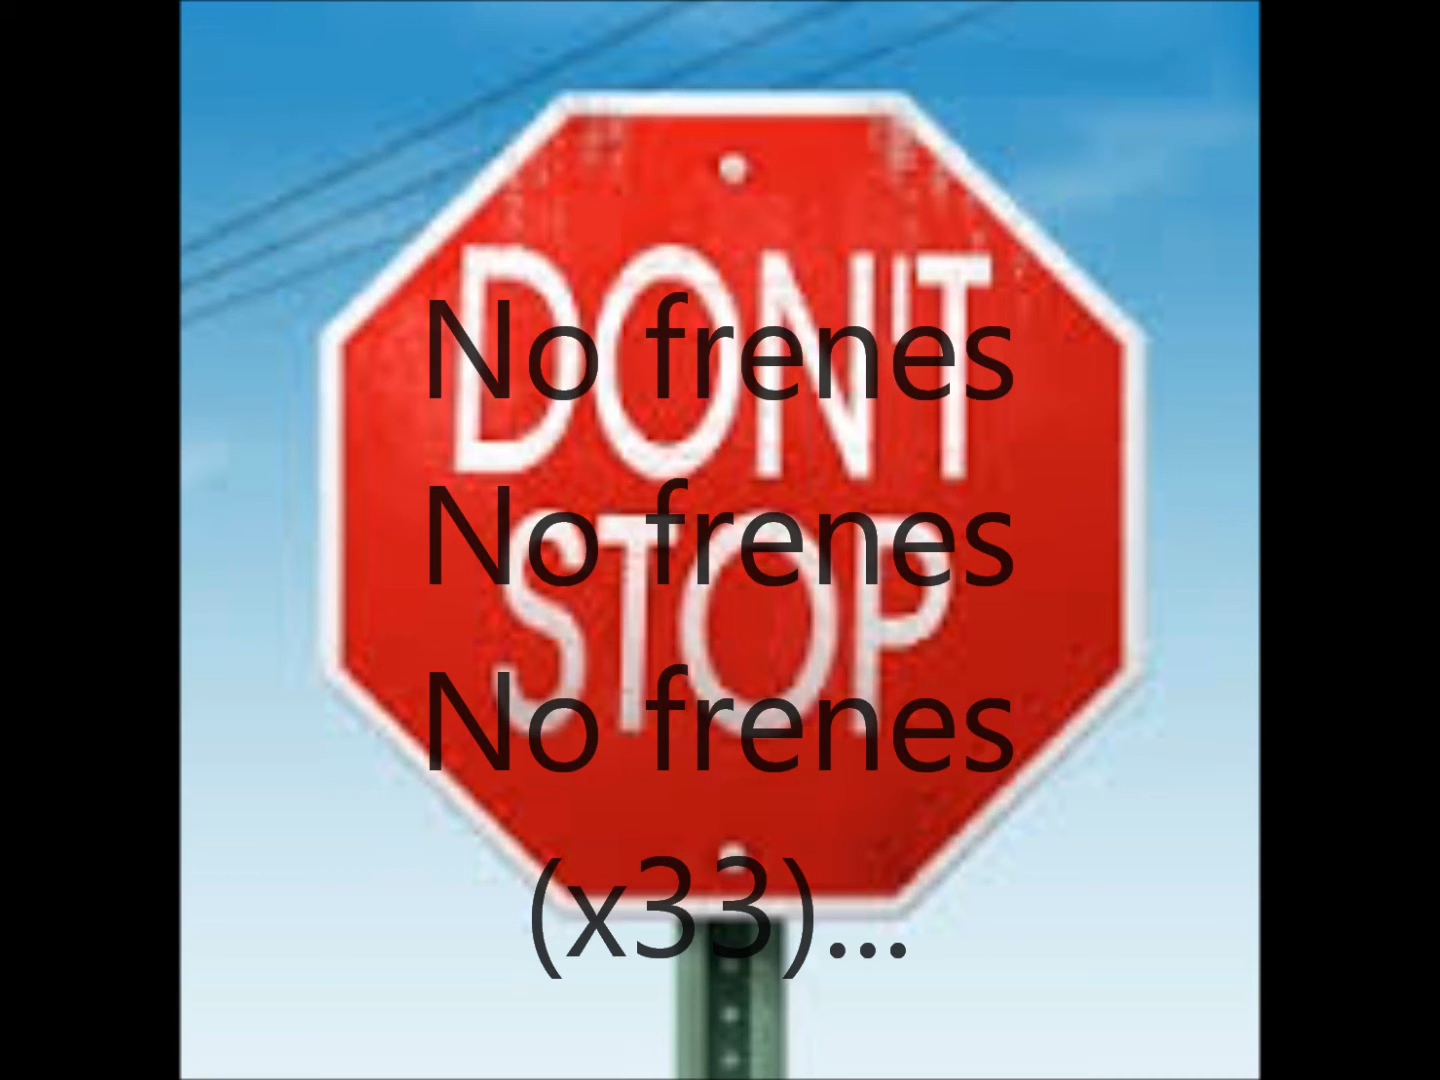 DON'T
STOP
No frenes
No frenes
No frenes
(x33)...